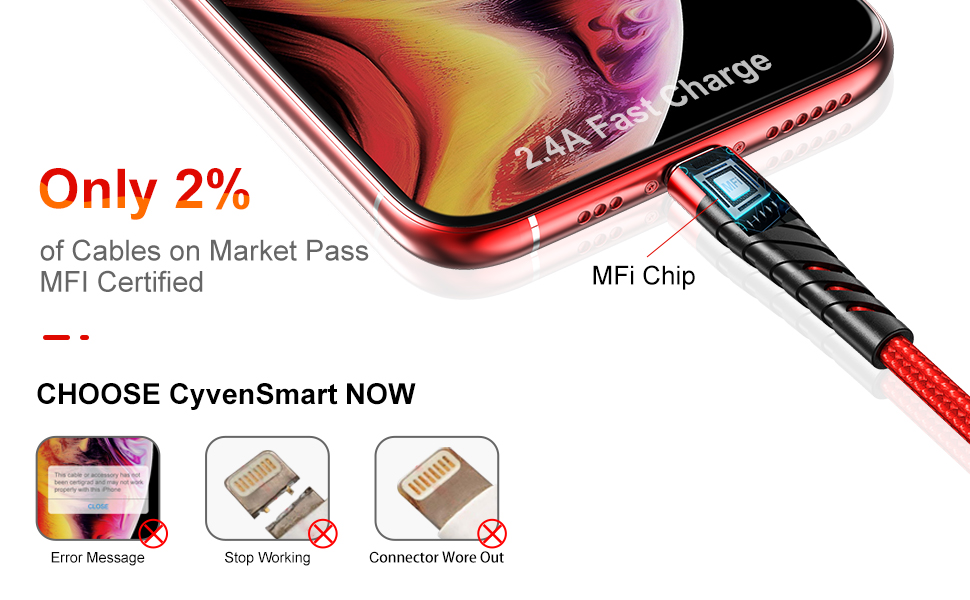 2.4A Fast Charge
MFi
Only 2%
of Cables on Market Pass
MFI Certified
MFi Chip
CHOOSE CyvenSmart NOW
This cable or accessory has not
been certigrad and may not work
properly with this iPhone
CLOSE
Error Message
Stop Working
Connector Wore Out